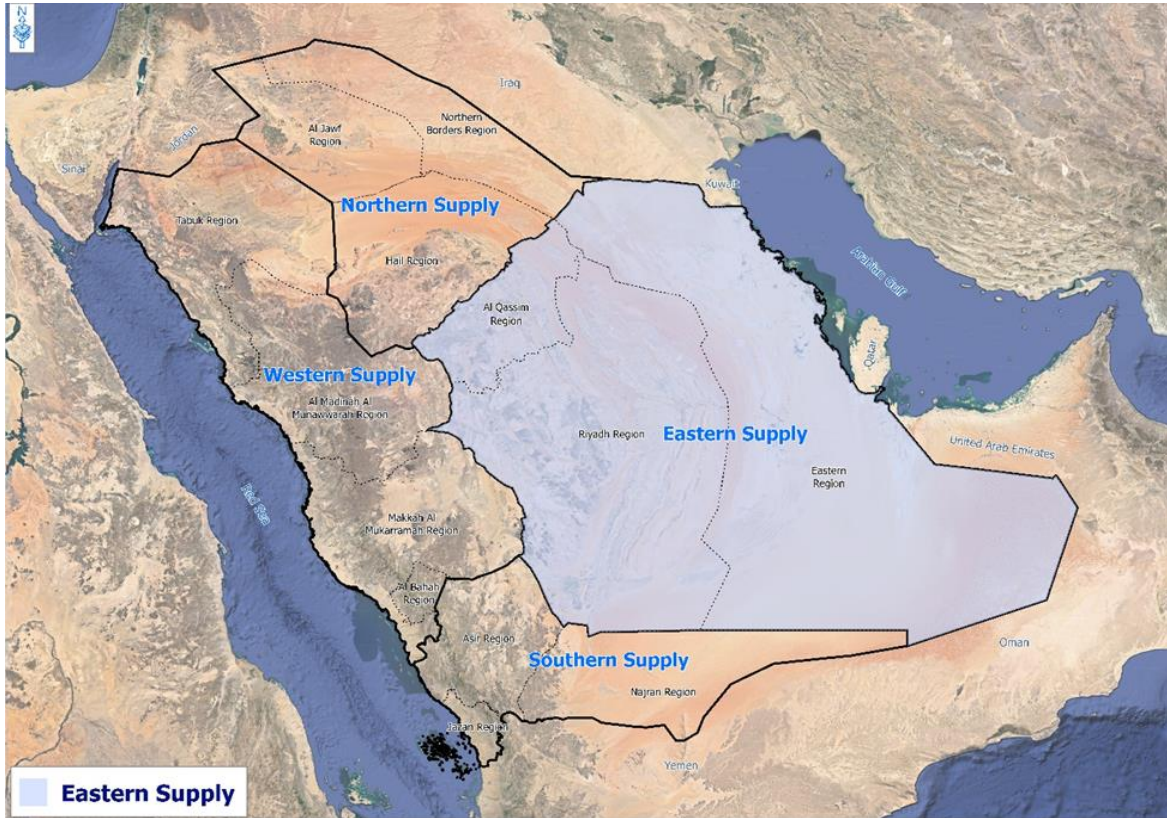 N
Iraq
Jordan
Sinai
Al Jawf
Region
Northern
Borders Region
Kuwait
Tabuk Region
Northern Supply
Hail Region
Arabian Gulf
Al Qassim
Region
Qatar
Western Supply
Al Madinah Al
Munawwarah Region
Riyadh Region
Eastern Supply
United Arab Emirates
Eastern
Region
Red Sea
Makkah Al
Mukarramah Region
Al Bahah
Region
Asir Region
Oman
Southern Supply
Najran Region
Jazan Region
Yemen
Eastern Supply